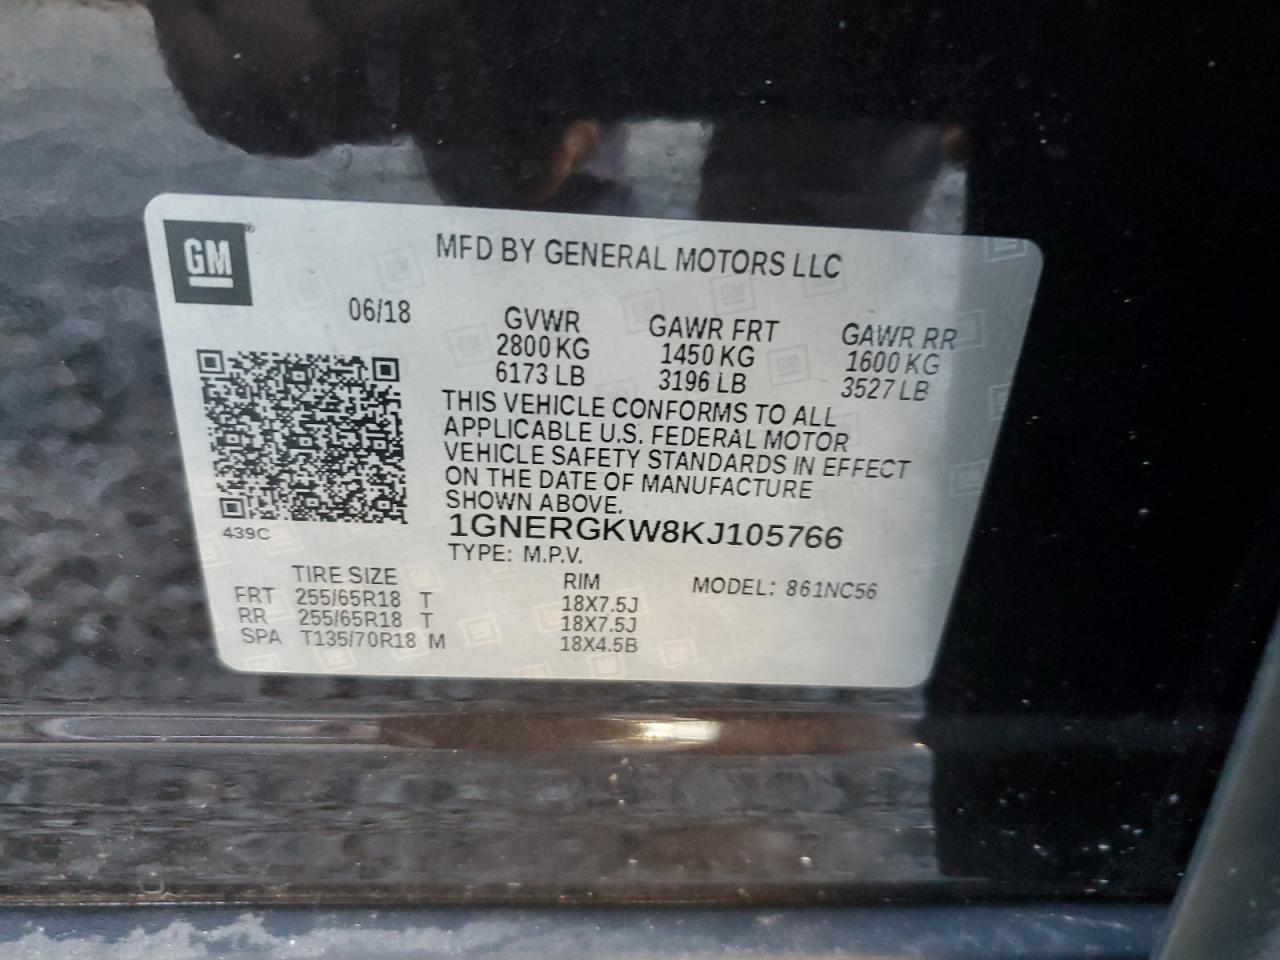 GM
MFD BY GENERAL MOTORS LLC
06/18
GVWR GAWR FRT GAWR RR
2800 KG 1450 KG 1600 KG
6173 LB 3196 LB 3527 LB
THIS VEHICLE CONFORMS TO ALL
APPLICABLE U.S. FEDERAL MOTOR
VEHICLE SAFETY STANDARDS IN EFFECT
ON THE DATE OF MANUFACTURE
SHOWN ABOVE.
439C
1GNERGKW8KJ105766
TYPE: M.P.V.
TIRE SIZE RIM MODEL: 861NC56
FRT 255/65R18 T 18X7.5J
RR 255/65R18 T 18X7.5J
SPA T135/70R18 M 18X4.5B